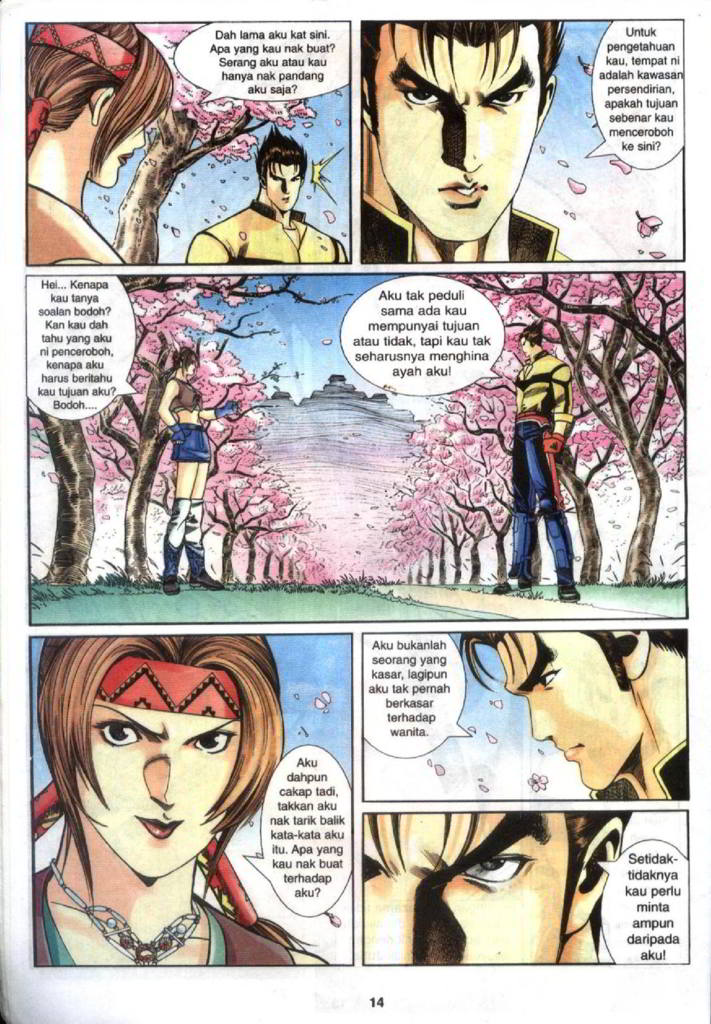 Dah lama aku kat sini.
Apa yang kau nak buat?
Serang aku atau kau
hanya nak pandang
aku saja?
Untuk
pengetahuan
kau, tempat ni
adalah kawasan
persendirian,
apakah tujuan
sebenar kau
menceroboh
ke sini?
Hei... Kenapa
kau tanya
soalan bodoh?
Kan kau dah
tahu yang aku
ni penceroboh,
kenapa aku
harus beritahu
kau tujuan aku?
Bodoh....
Aku tak peduli
sama ada kau
mempunyai tujuan
atau tidak, tapi kau tak
seharusnya menghina
ayah aku!
Aku
dahpun
cakap tadi,
takkan aku
nak tarik balik
kata-kata aku
itu. Apa yang
kau nak buat
terhadap
aku?
Aku bukanlah
seorang yang
kasar, lagipun
aku tak pernah
berkasar
terhadap
wanita.
Setidak-
tidaknya
kau perlu
minta
ampun
daripada
aku!
14